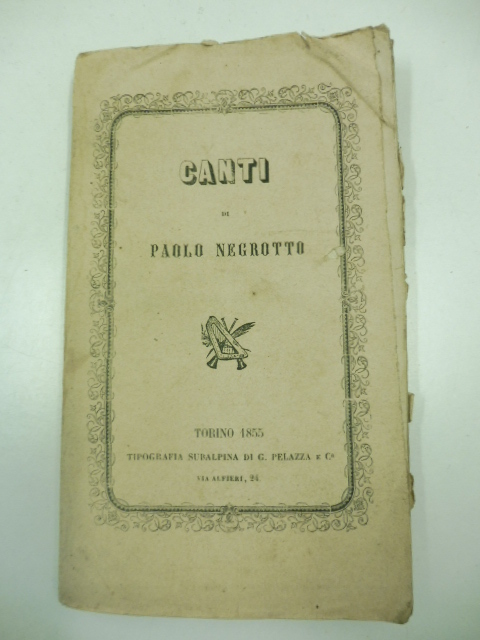 CANTI
DI
PAOLO NEGROTTO
TORINO 1855
TIPOGRAFIA SUBALPINA DI G. PELAZZA E Cª
VIA ALFIERI, 24